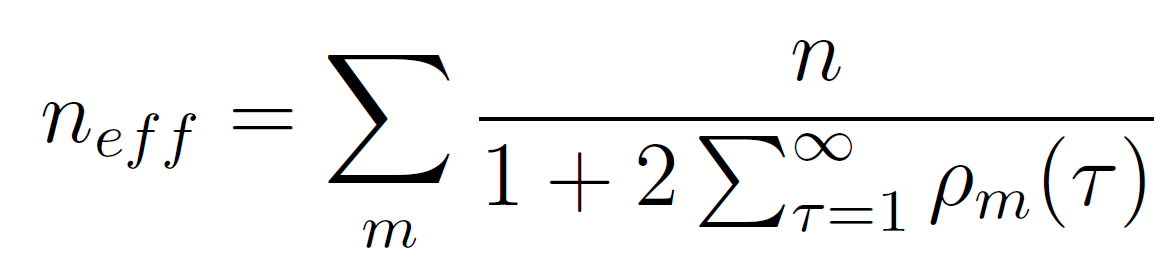 n_{eff} = \sum_{m} \frac{n}{1 + 2 \sum_{\tau=1}^{\infty} \rho_m(\tau)}